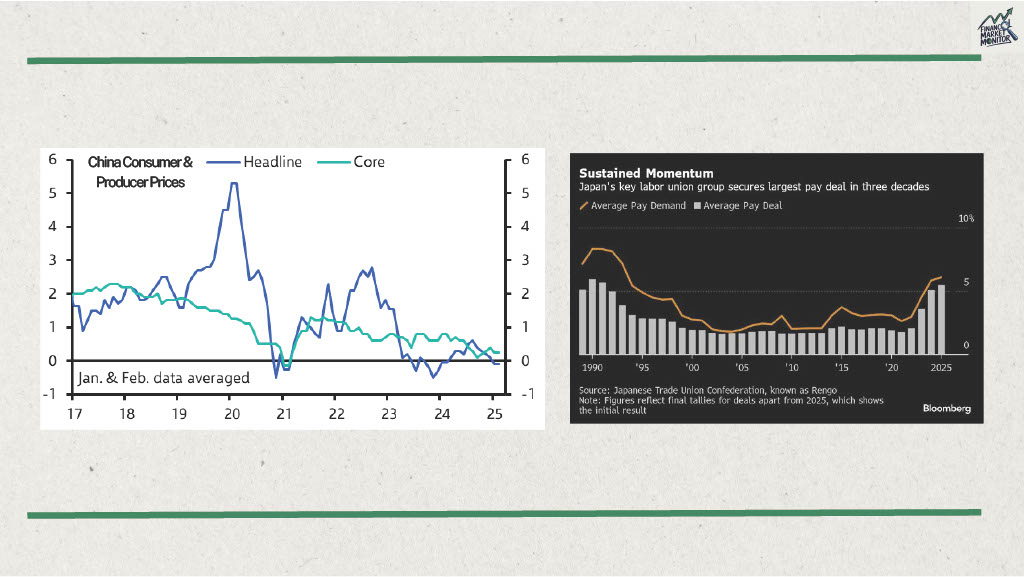 FINANCE
MARKET
MONITOR
China Consumer &
Producer Prices
Headline
Core
6
5
4
3
2
1
0
-1
6
5
4
3
2
1
0
-1
Jan. & Feb. data averaged
17 18 19 20 21 22 23 24 25
Sustained Momentum
Japan's key labor union group secures largest pay deal in three decades
Average Pay Demand Average Pay Deal
10%
5
0
1990 '95 '00 '05 '10 '15 '20 2025
Source: Japanese Trade Union Confederation, known as Rengo
Note: Figures reflect final tallies for deals apart from 2025, which shows
the initial result
Bloomberg